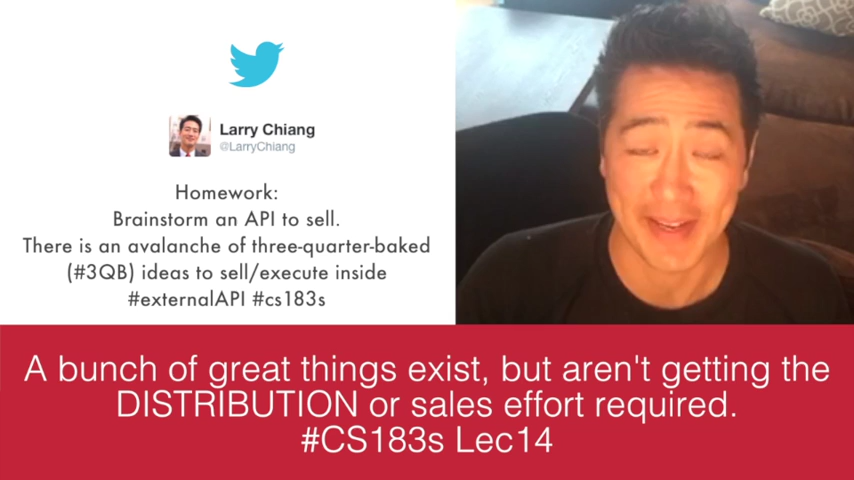 Larry Chiang
@LarryChiang
Homework:
Brainstorm an API to sell.
There is an avalanche of three-quarter-baked
(#3QB) ideas to sell/execute inside
#externalAPI #cs183s
A bunch of great things exist, but aren't getting the
DISTRIBUTION or sales effort required.
#CS183s Lec14